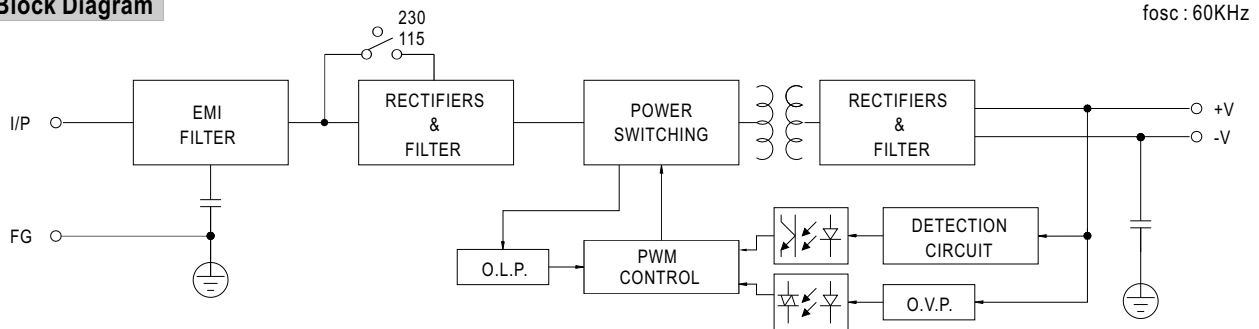 Block Diagram
fosc : 60KHz
230
115
I/P
EMI
FILTER
RECTIFIERS
&
FILTER
POWER
SWITCHING
RECTIFIERS
&
FILTER
+V
-V
FG
O.L.P.
PWM
CONTROL
DETECTION
CIRCUIT
O.V.P.